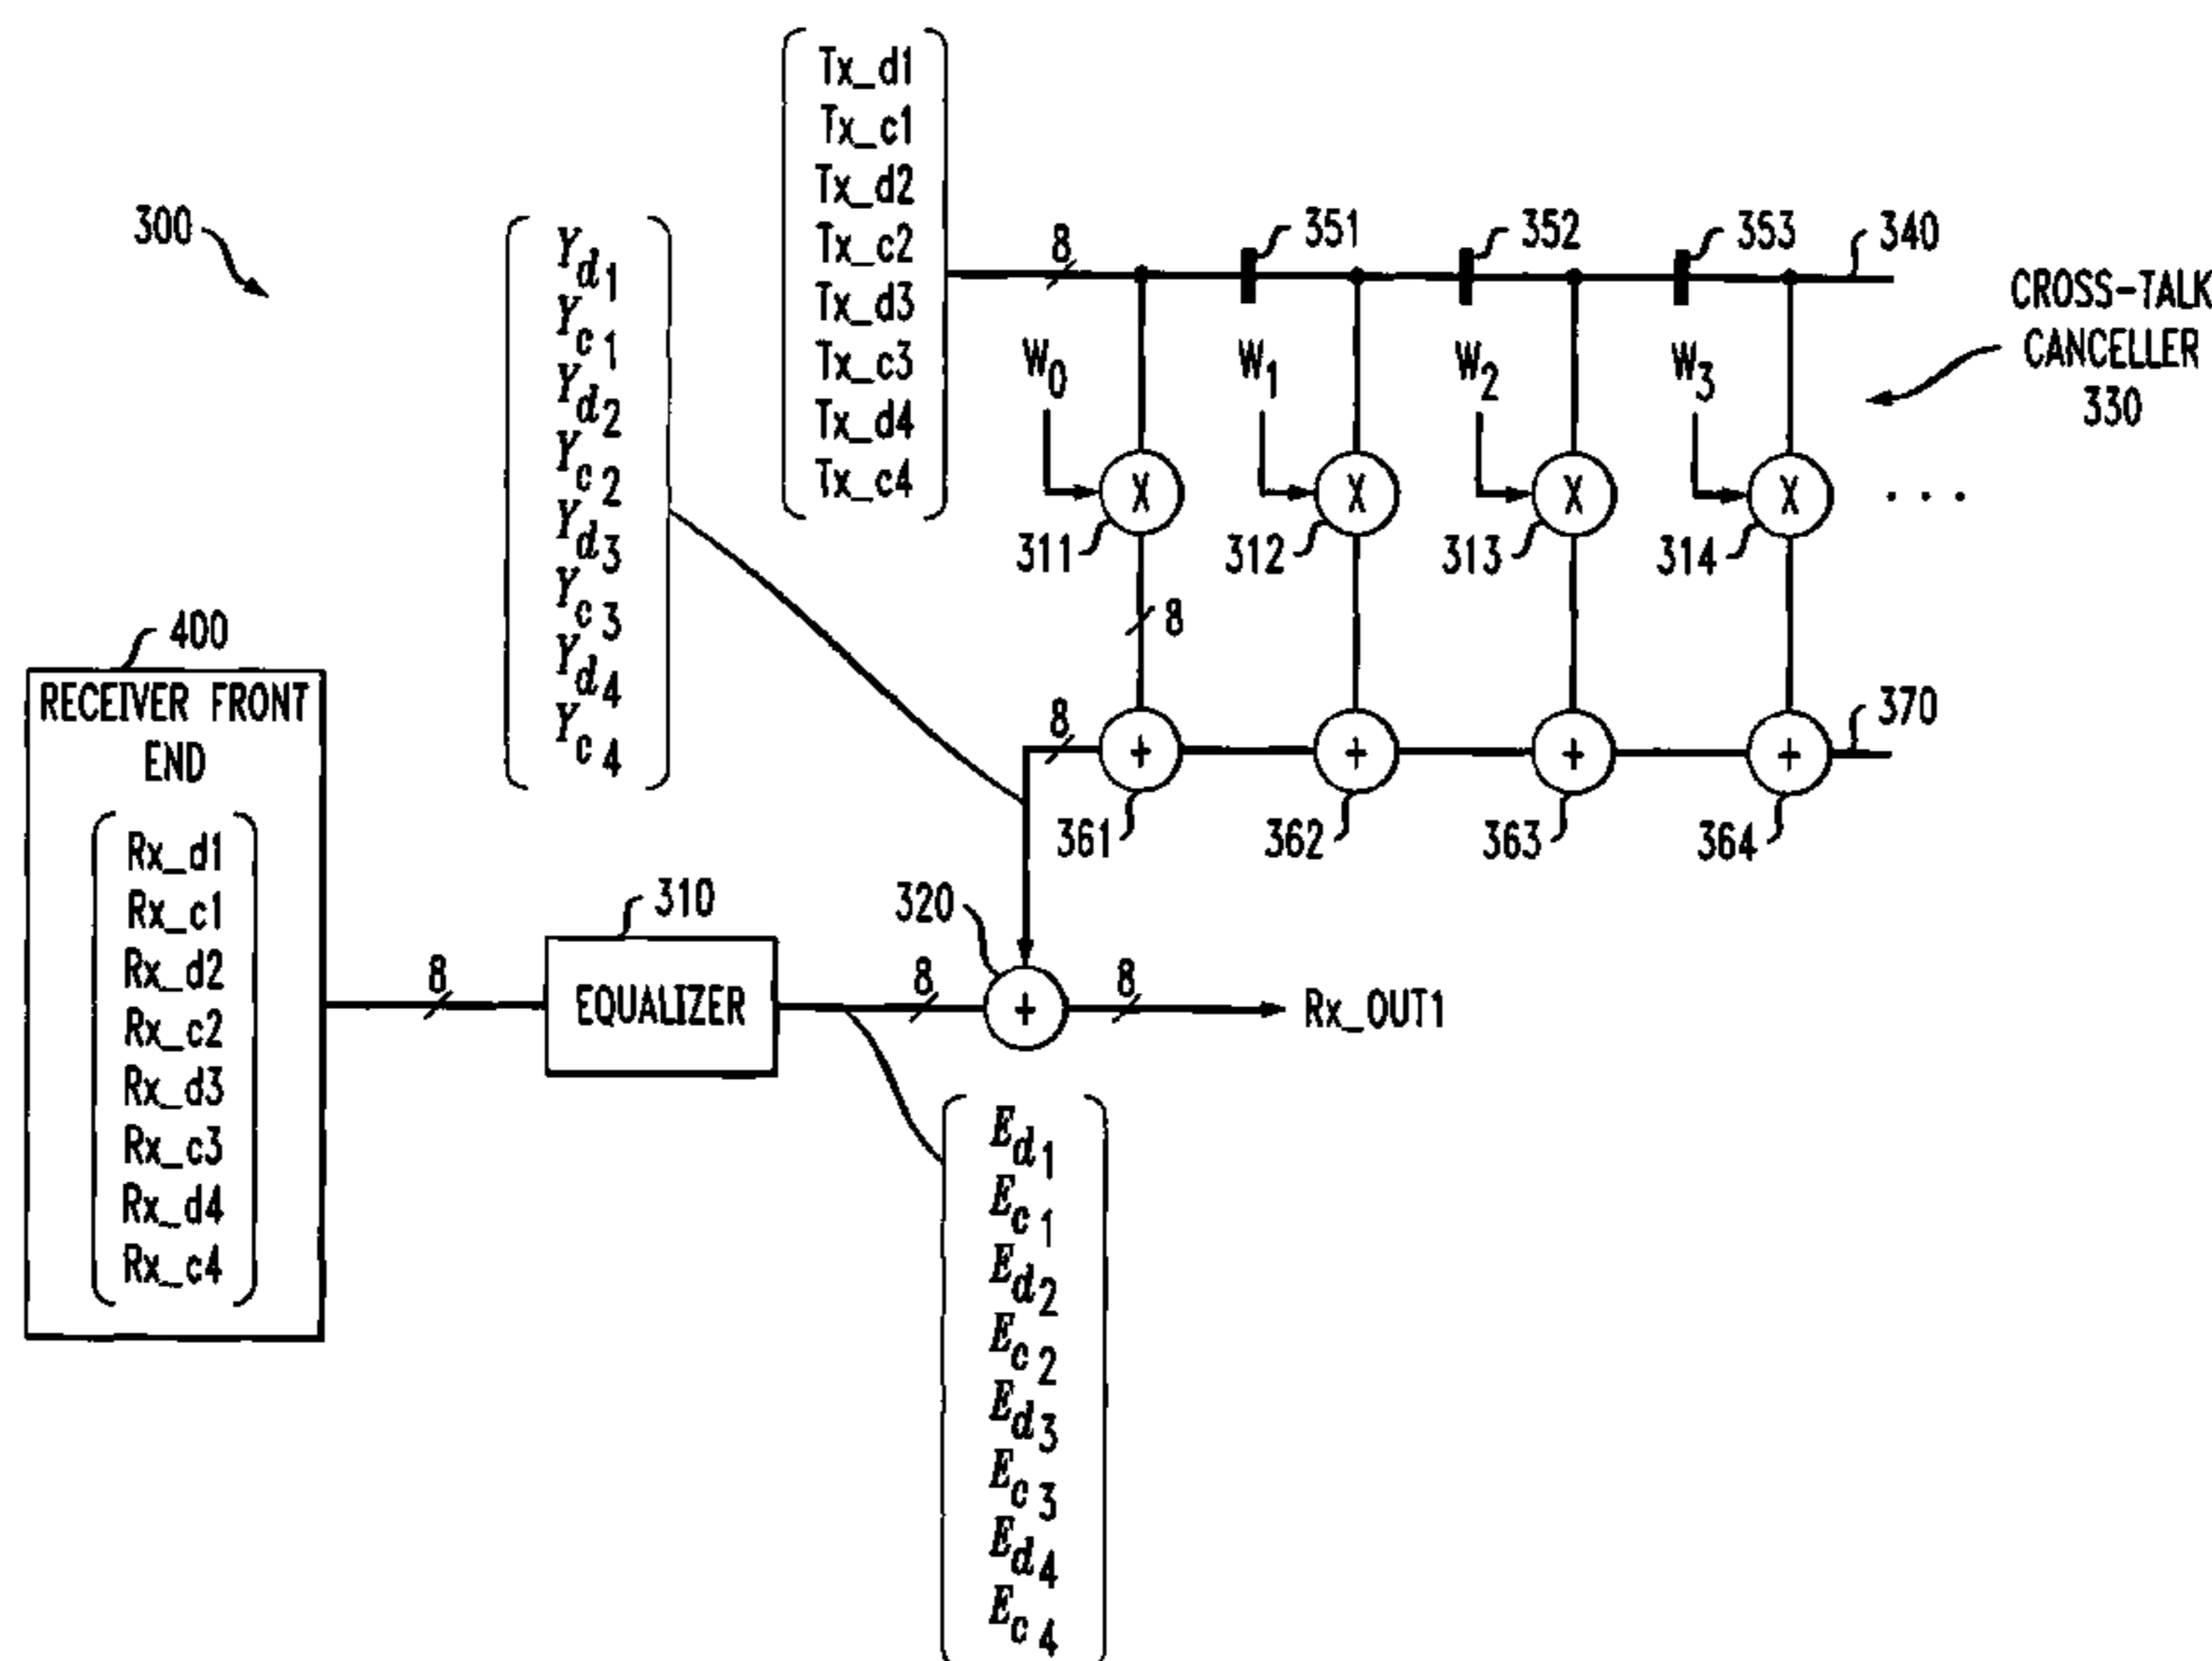 300
Tx_d1
Tx_c1
Tx_d2
Tx_c2
Tx_d3
Tx_c3
Tx_d4
Tx_c4
8
351
352
353
340
CROSS-TALK
CANCELLER
330
W0
W1
W2
W3
X
X
X
X
. . .
311
312
313
314
8
Yd1
Yc1
Yd2
Yc2
Yd3
Yc3
Yd4
Yc4
8
+
+
+
+
370
361
362
363
364
400
RECEIVER FRONT
END
Rx_d1
Rx_c1
Rx_d2
Rx_c2
Rx_d3
Rx_c3
Rx_d4
Rx_c4
8
310
EQUALIZER
8
320
+
8
Rx_OUT1
Ed1
Ec1
Ed2
Ec2
Ed3
Ec3
Ed4
Ec4